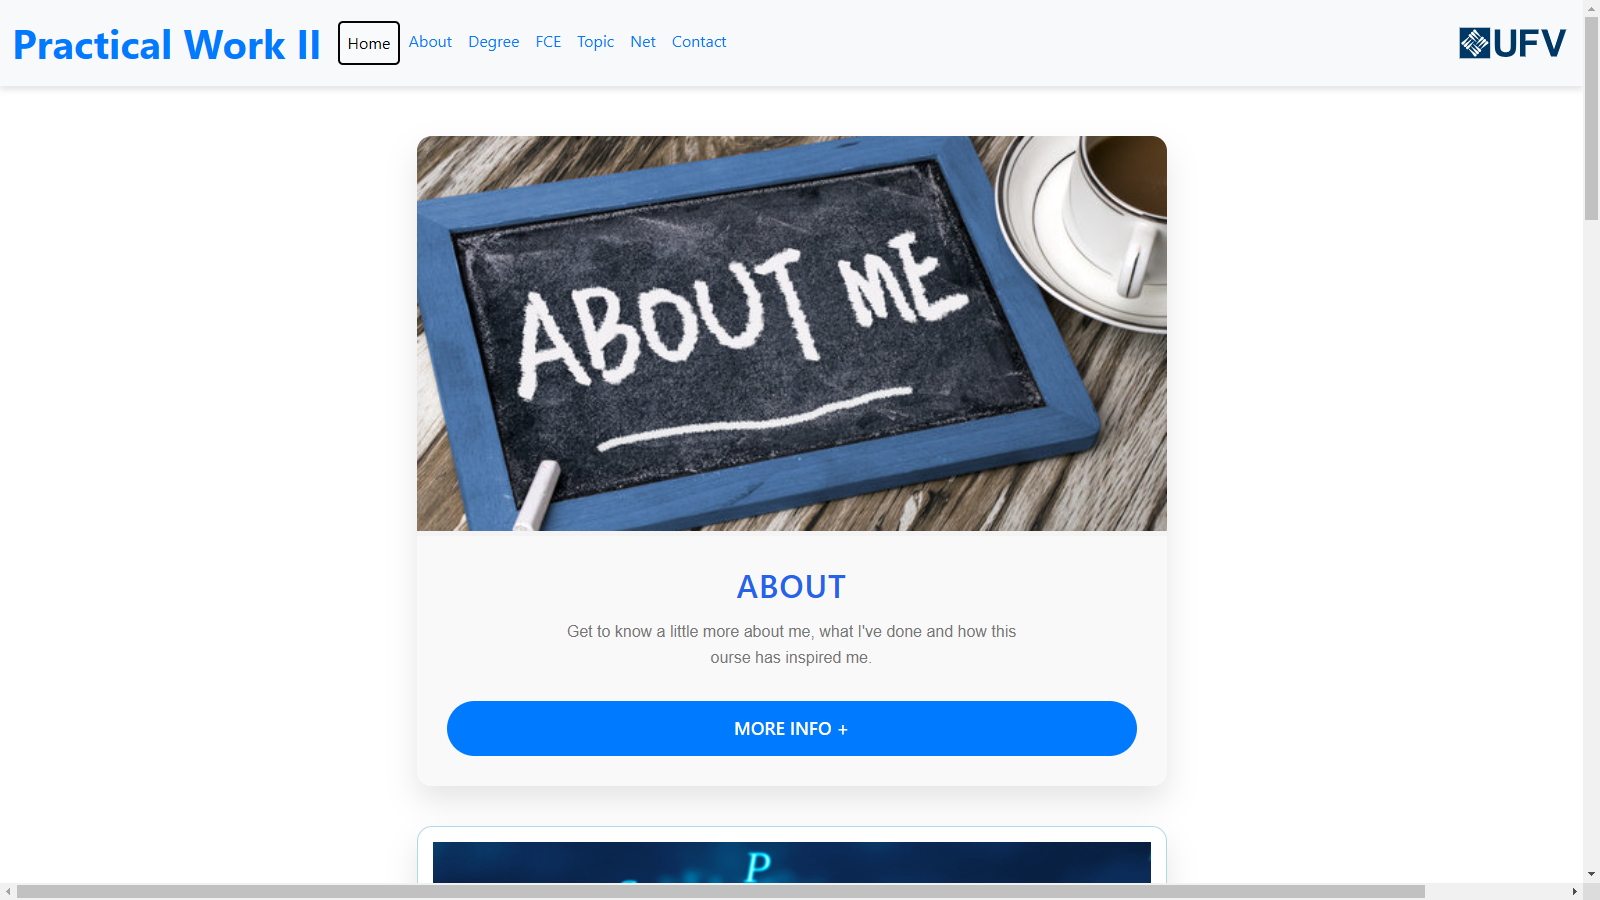 Practical Work II
Home About Degree FCE Topic Net Contact
UFV
ABOUT ME
ABOUT
Get to know a little more about me, what I've done and how this
ourse has inspired me.
MORE INFO +
P